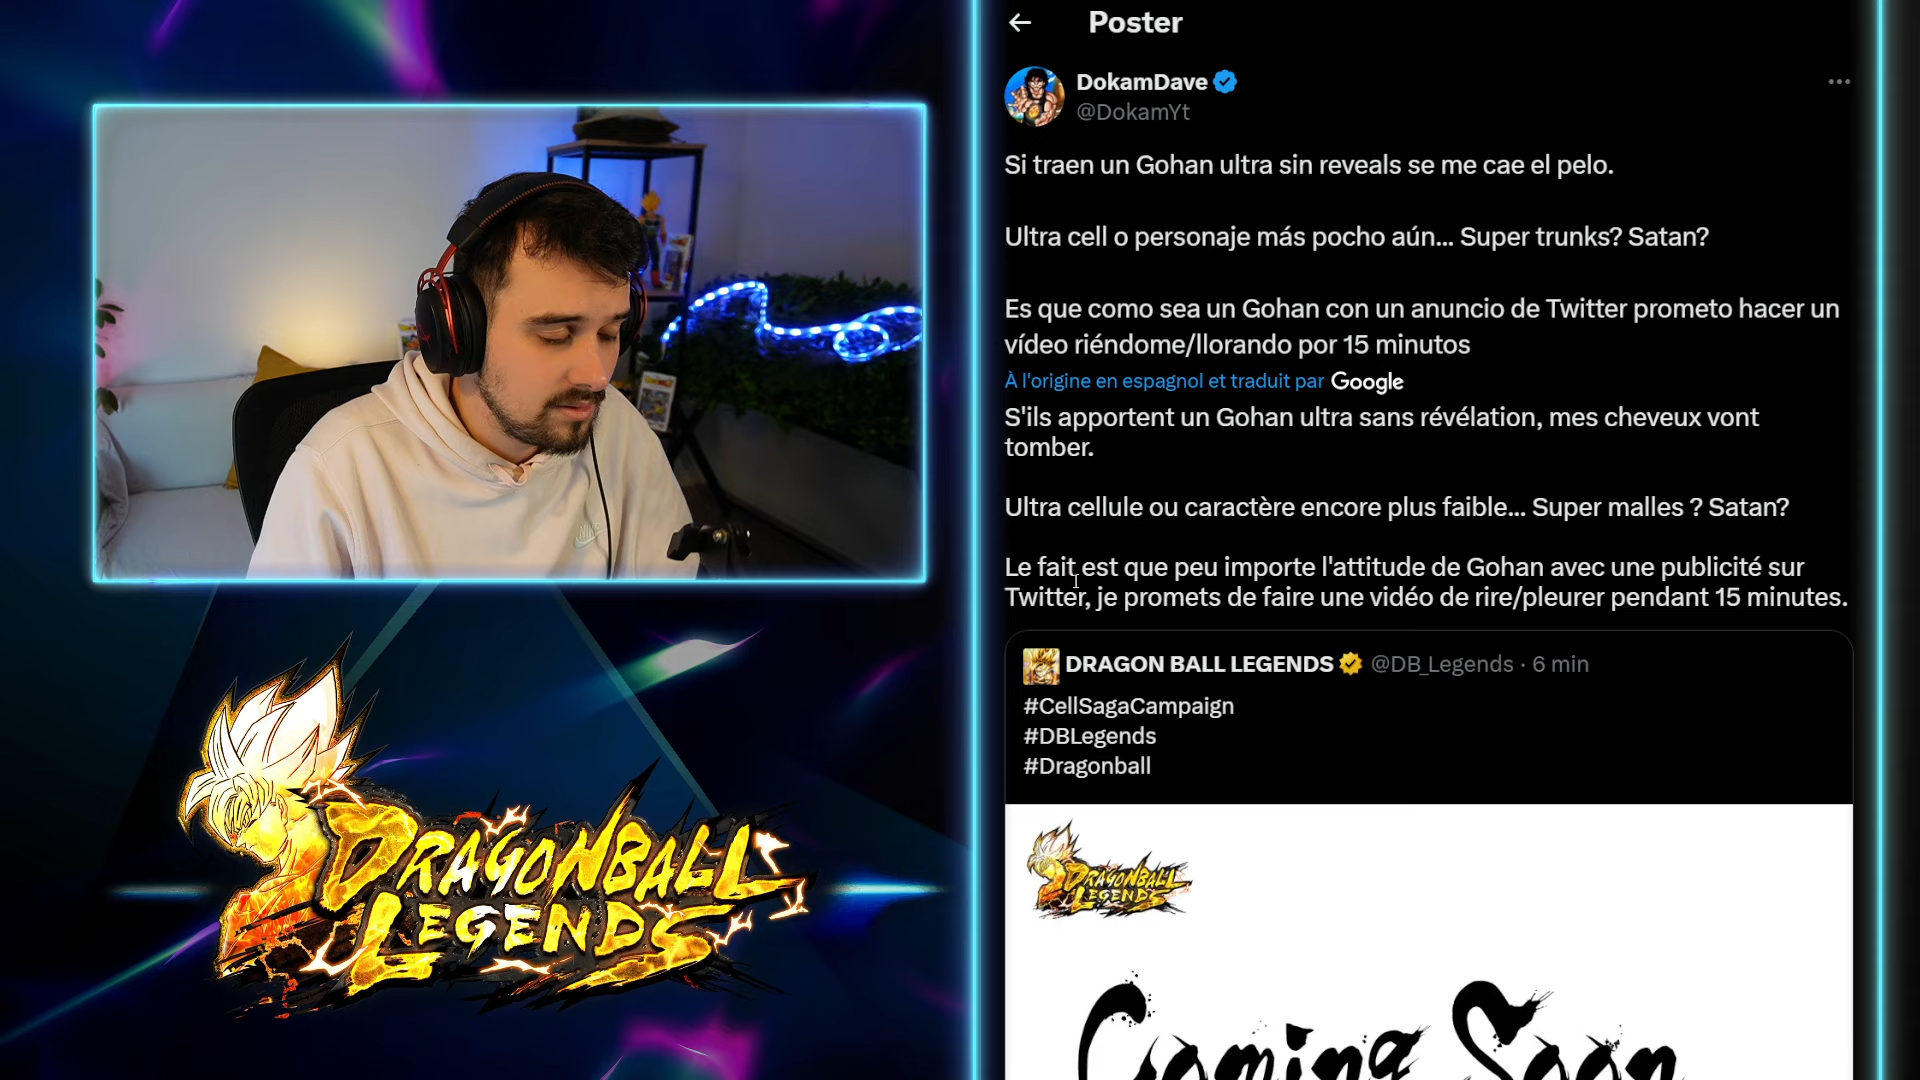 Poster
DokamDave
@DokamYt
Si traen un Gohan ultra sin reveals se me cae el pelo.
Ultra cell o personaje más pocho aún... Super trunks? Satan?
Es que como sea un Gohan con un anuncio de Twitter prometo hacer un
vídeo riéndome/llorando por 15 minutos
À l'origine en espagnol et traduit par Google
S'ils apportent un Gohan ultra sans révélation, mes cheveux vont
tomber.
Ultra cellule ou caractère encore plus faible... Super malles ? Satan?
Le fait est que peu importe l'attitude de Gohan avec une publicité sur
Twitter, je promets de faire une vidéo de rire/pleurer pendant 15 minutes.
DRAGON BALL LEGENDS @DB_Legends · 6 min
#CellSagaCampaign
#DBLegends
#Dragonball
DRAGONBALL
LEGENDS
Coming Soon
DRAGONBALL
LEGENDS